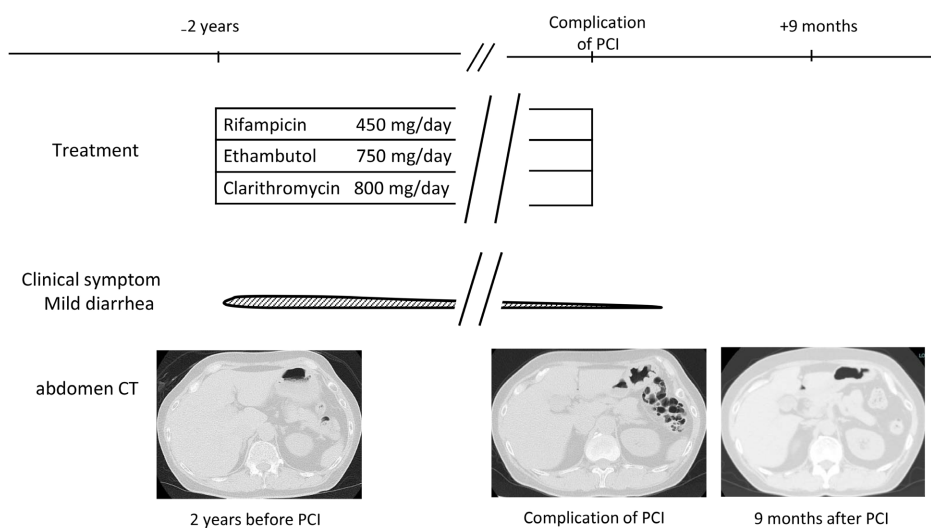 -2 years
Complication
of PCI
+9 months
Treatment
Rifampicin 450 mg/day
Ethambutol 750 mg/day
Clarithromycin 800 mg/day
Clinical symptom
Mild diarrhea
abdomen CT
2 years before PCI
Complication of PCI
9 months after PCI